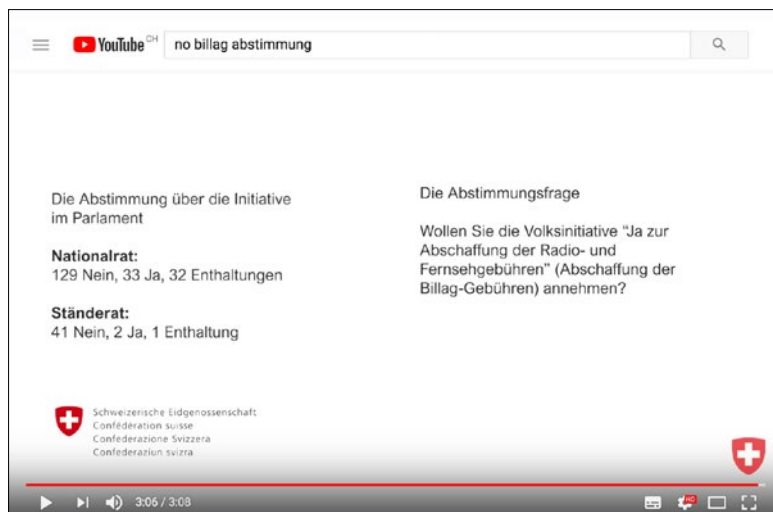 YouTube CH
no billag abstimmung
Die Abstimmung über die Initiative
im Parlament
Nationalrat:
129 Nein, 33 Ja, 32 Enthaltungen
Ständerat:
41 Nein, 2 Ja, 1 Enthaltung
Die Abstimmungsfrage
Wollen Sie die Volksinitiative “Ja zur
Abschaffung der Radio- und
Fernsehgebühren” (Abschaffung der
Billag-Gebühren) annehmen?
Schweizerische Eidgenossenschaft
Confédération suisse
Confederazione Svizzera
Confederaziun svizra
3:06 / 3:08
HD